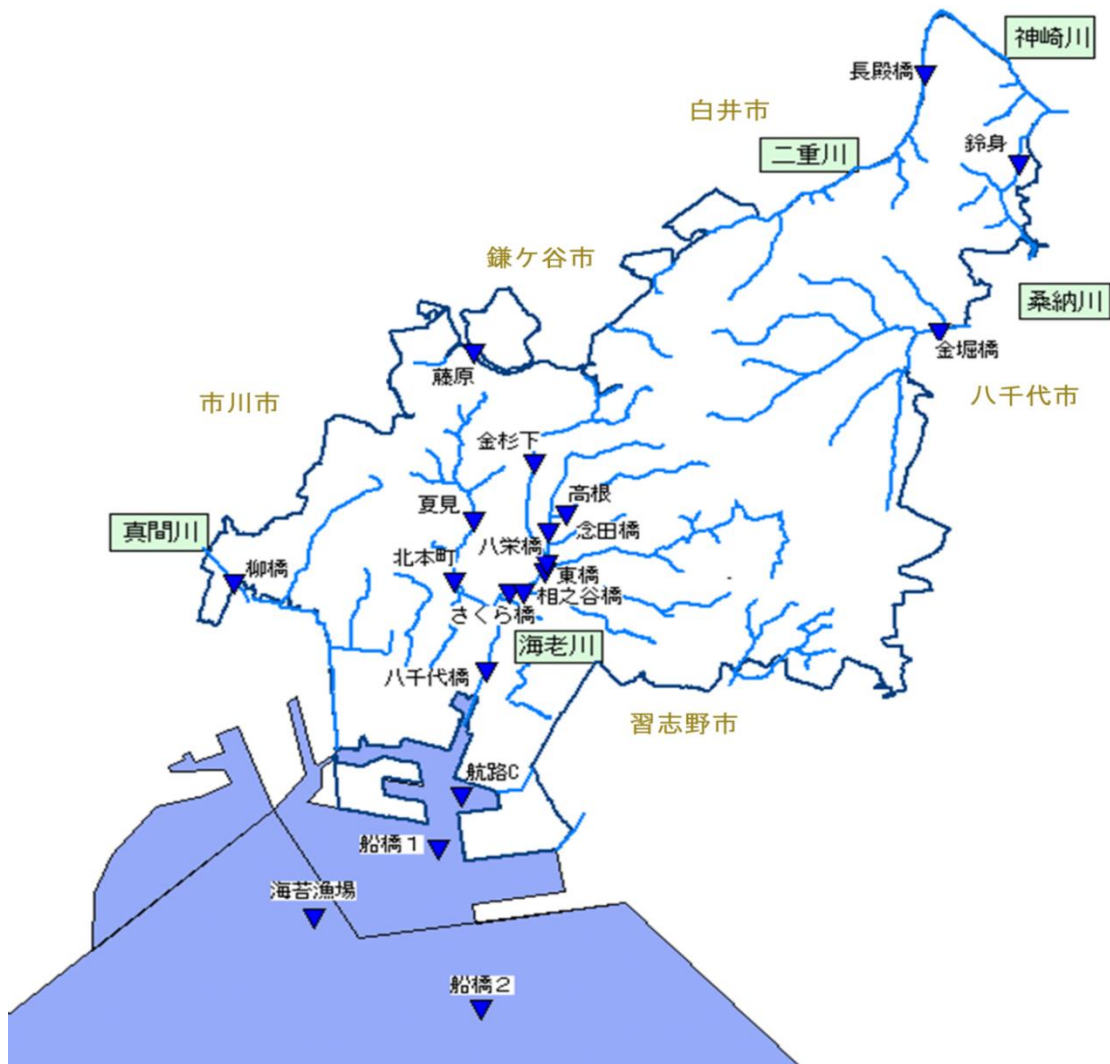 神崎川
長殿橋
白井市
二重川
鈴身
鎌ケ谷市
桑納川
金堀橋
藤原
八千代市
市川市
金杉下
高根
夏見
真間川
念田橋
八栄橋
北本町
柳橋
東橋
相之谷橋
さくら橋
海老川
八千代橋
習志野市
航路C
船橋1
海苔漁場
船橋2